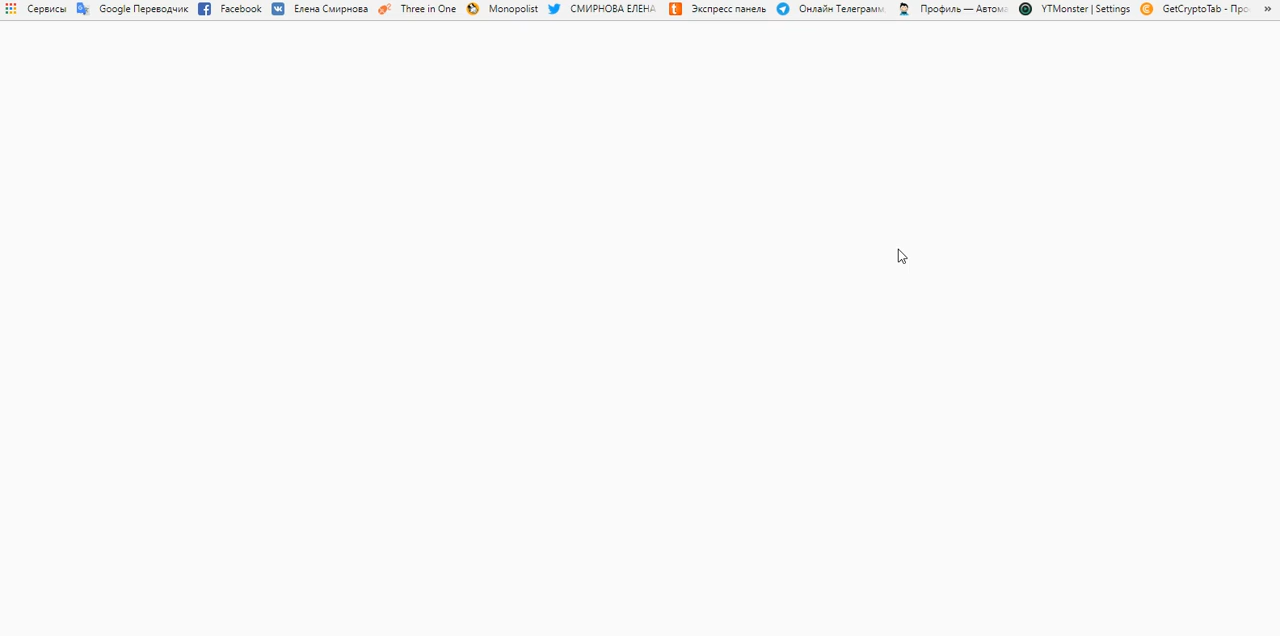 Сервисы Google Переводчик Facebook Елена Смирнова Three in One Monopolist СМИРНОВА ЕЛЕНА Экспресс панель Онлайн Телеграмм Профиль — Автома YTMonster | Settings GetCryptoTab - Про »